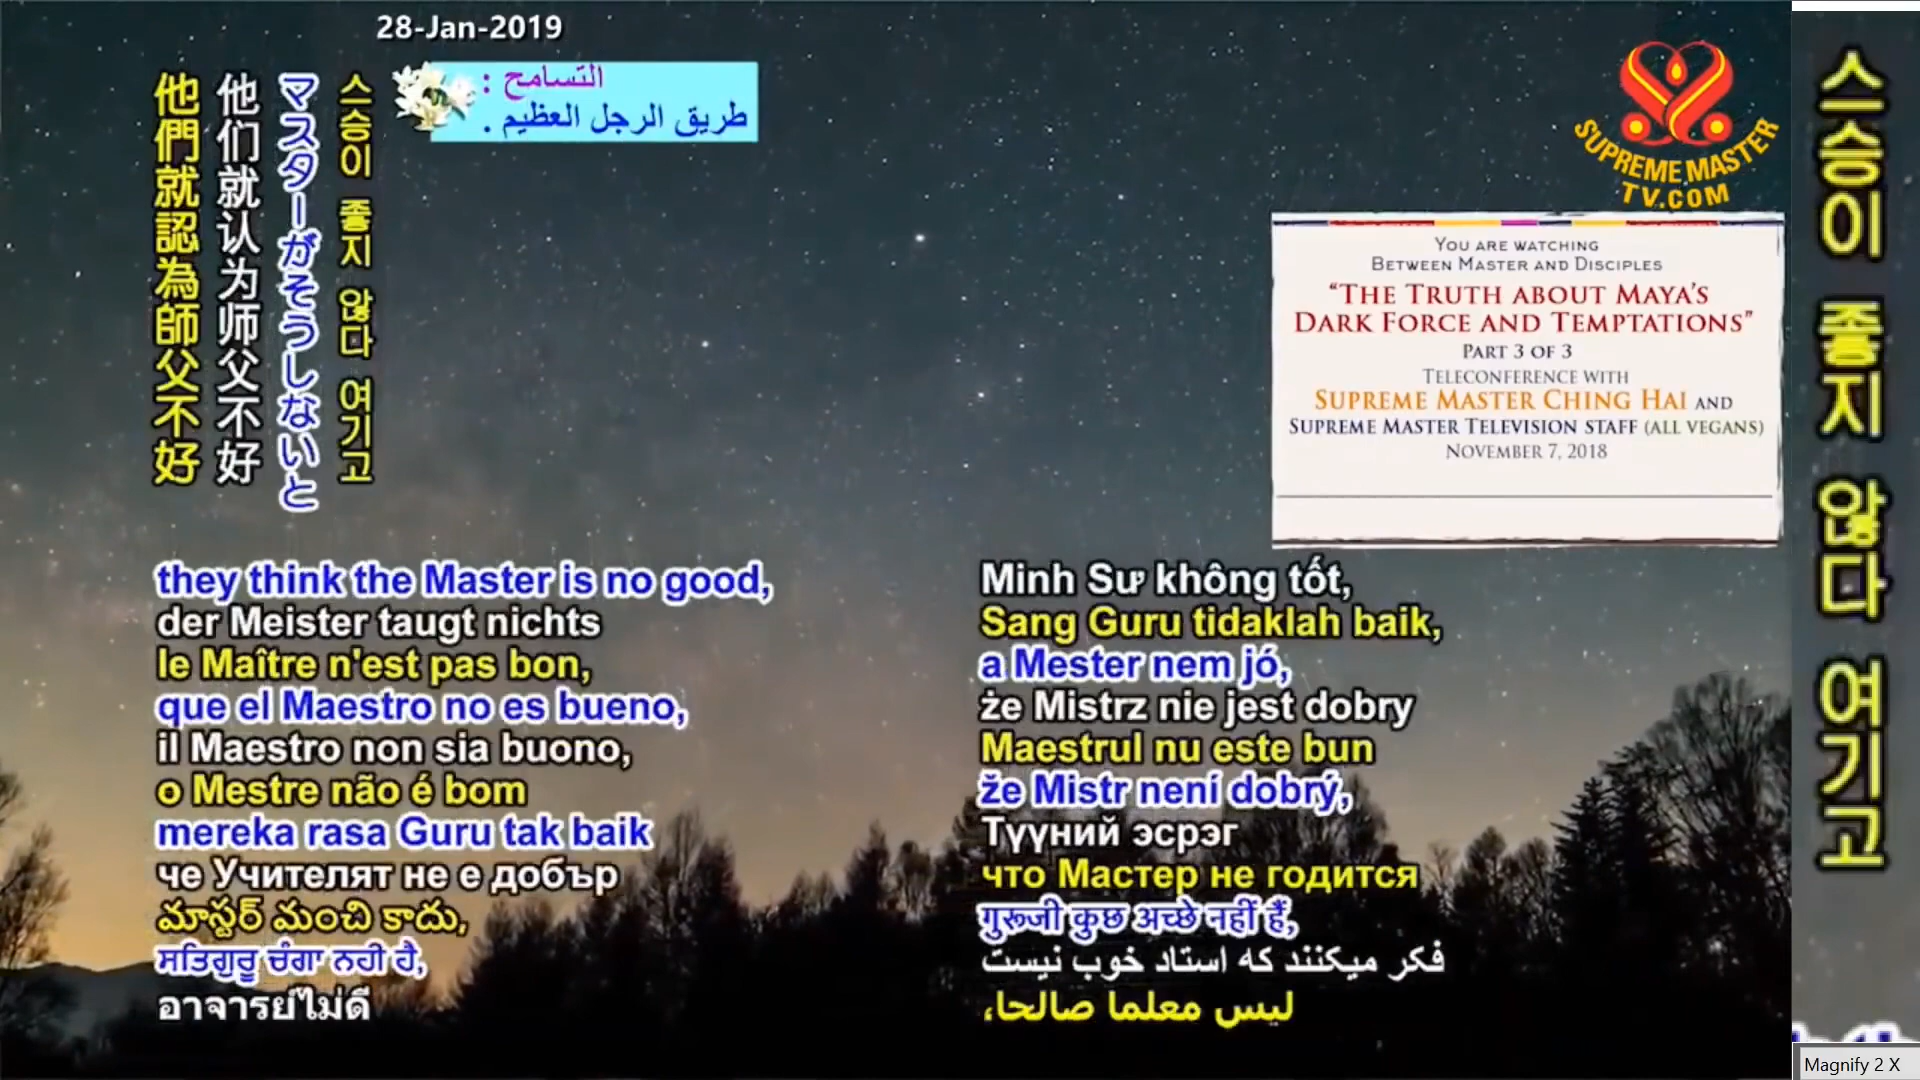 28-Jan-2019
التسامح :
طريق الرجل العظيم .
他們就認為師父不好
他们就认为师父不好
マスターがそうしないと
스승이 좋지 않다 여기고
SUPREME MASTER
TV.COM
YOU ARE WATCHING
BETWEEN MASTER AND DISCIPLES
“THE TRUTH ABOUT MAYA’S
DARK FORCE AND TEMPTATIONS”
PART 3 OF 3
TELECONFERENCE WITH
SUPREME MASTER CHING HAI AND
SUPREME MASTER TELEVISION STAFF (ALL VEGANS)
NOVEMBER 7, 2018
they think the Master is no good,
der Meister taugt nichts
le Maître n'est pas bon,
que el Maestro no es bueno,
il Maestro non sia buono,
o Mestre não é bom
mereka rasa Guru tak baik
че Учителят не е добър
మాస్టర్ మంచి కాదు,
ਸਤਿਗੁਰੂ ਚੰਗਾ ਨਹੀ ਹੈ,
อาจารย์ไม่ดี
Minh Sư không tốt,
Sang Guru tidaklah baik,
a Mester nem jó,
że Mistrz nie jest dobry
Maestrul nu este bun
že Mistr není dobrý,
Түүний эсрэг
что Мастер не годится
गुरूजी कुछ अच्छे नहीं हैं,
فکر میکنند که استاد خوب نیست
ليس معلما صالحا،
스승이 좋지 않다 여기고
Magnify 2 X